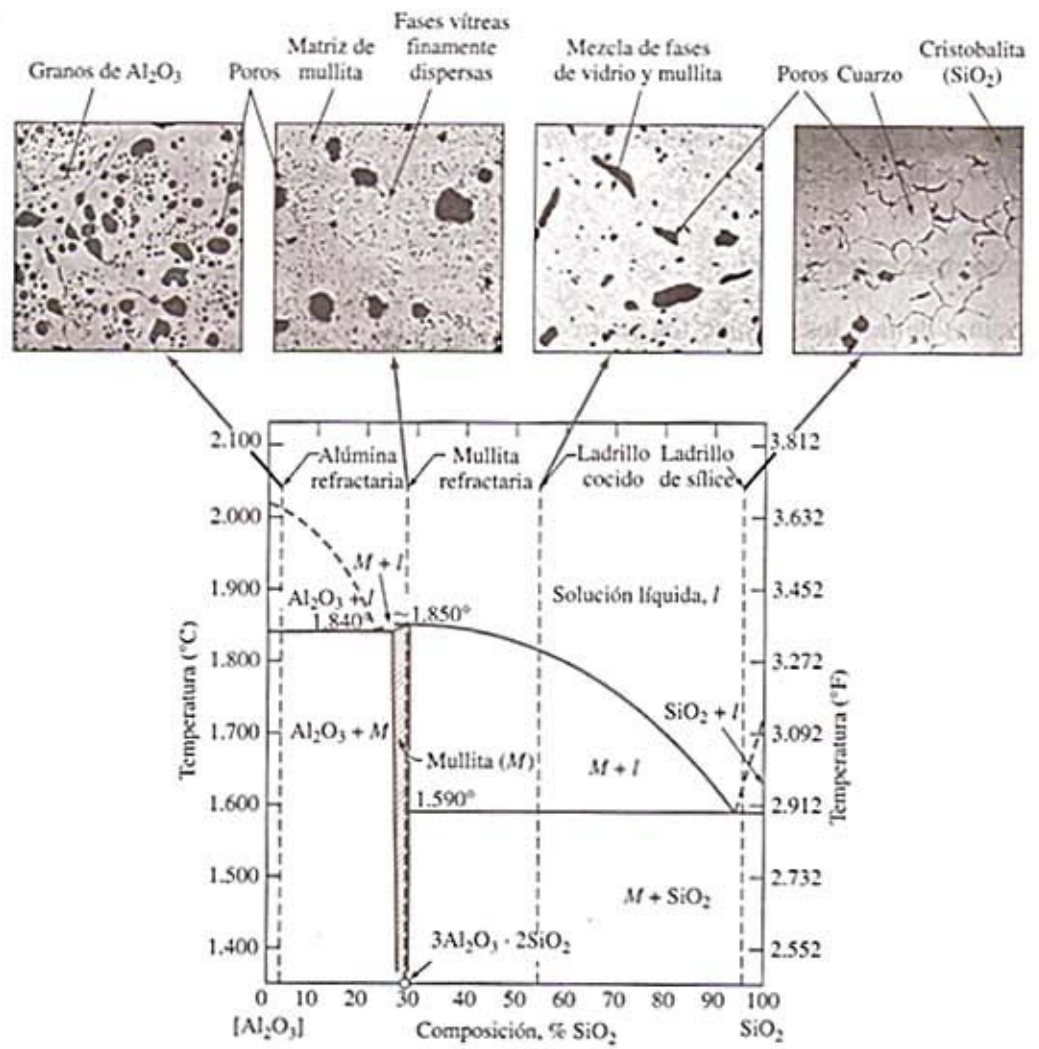 Granos de Al₂O₃
Poros
Matriz de
mullita
Fases vítreas
finamente
dispersas
Mezcla de fases
de vidrio y mullita
Poros
Cuarzo
Cristobalita
(SiO₂)
2.100
2.000
1.900
1.800
1.700
1.600
1.500
1.400
Temperatura (°C)
Alúmina
refractaria
Mullita
refractaria
Ladrillo
cocido
Ladrillo
de sílice
M + l
Al₂O₃ + l
1.840°
~1.850°
Solución líquida, l
SiO₂ + l
Al₂O₃ + M
Mullita (M)
M + l
1.590°
M + SiO₂
3Al₂O₃ · 2SiO₂
3.812
3.632
3.452
3.272
3.092
2.912
2.732
2.552
Temperatura (°F)
0 10 20 30 40 50 60 70 80 90 100
[Al₂O₃]
Composición, % SiO₂
SiO₂